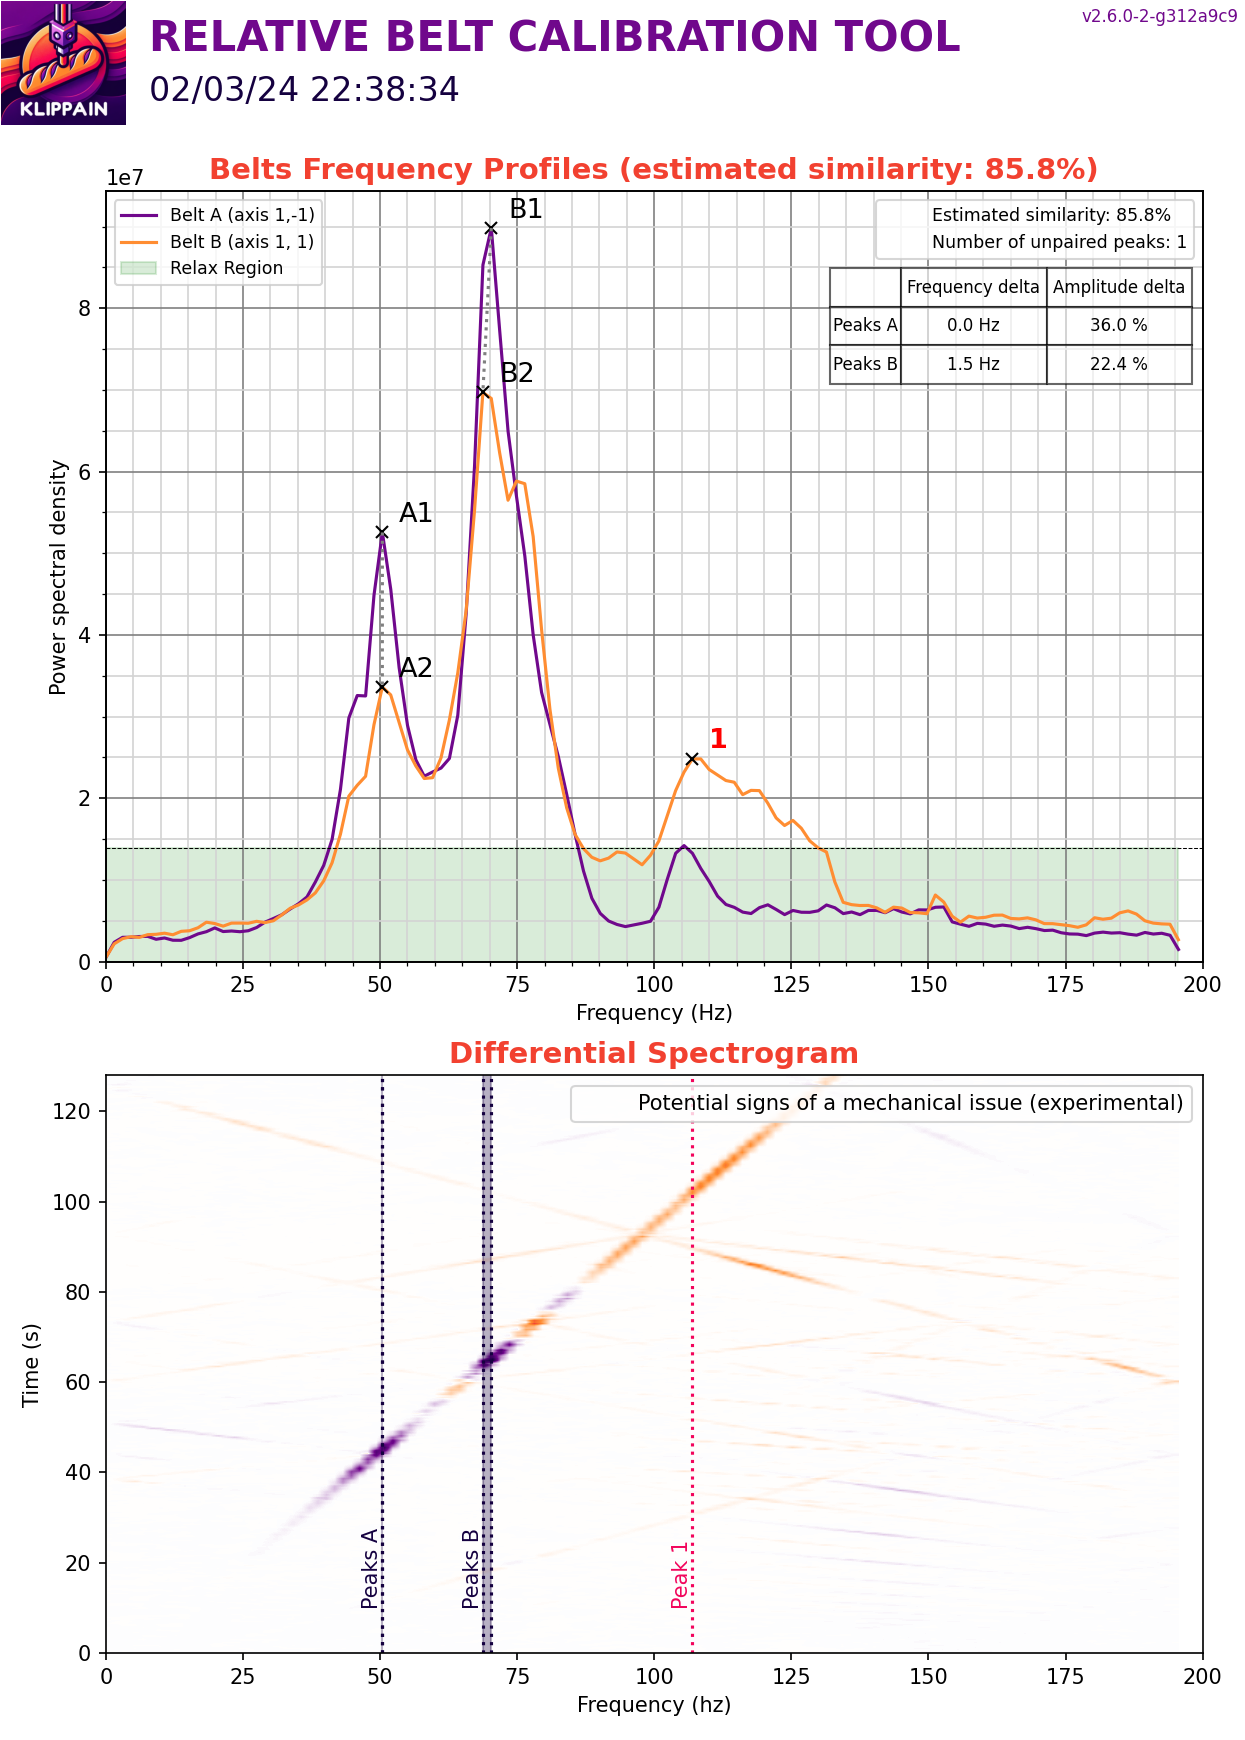 KLIPPAIN
RELATIVE BELT CALIBRATION TOOL
02/03/24 22:38:34
v2.6.0-2-g312a9c9
Belts Frequency Profiles (estimated similarity: 85.8%)
1e7
Belt A (axis 1,-1)
Belt B (axis 1, 1)
Relax Region
Estimated similarity: 85.8%
Number of unpaired peaks: 1
Frequency delta Amplitude delta
Peaks A 0.0 Hz 36.0 %
Peaks B 1.5 Hz 22.4 %
B1
B2
A1
A2
1
Power spectral density
8
6
4
2
0
0 25 50 75 100 125 150 175 200
Frequency (Hz)
Differential Spectrogram
Potential signs of a mechanical issue (experimental)
Time (s)
120
100
80
60
40
20
0
Peaks A
Peaks B
Peak 1
0 25 50 75 100 125 150 175 200
Frequency (hz)